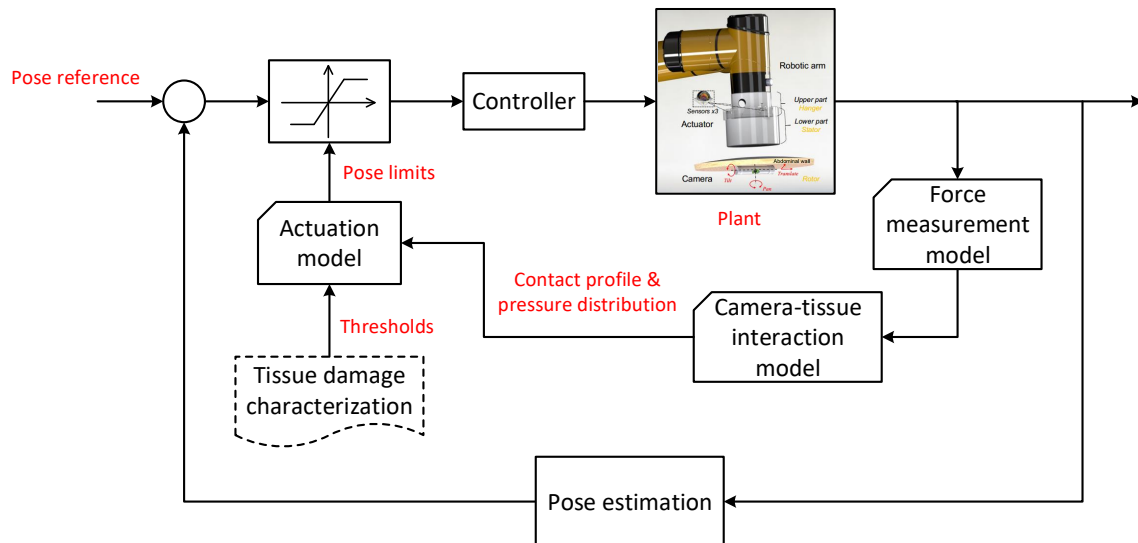 Pose reference
Controller
Robotic arm
Sensors x3
Upper part
Hanger
Actuator
Lower part
Stator
Abdominal wall
Camera
Tilt
Translate
Rotor
Pan
Plant
Pose limits
Actuation
model
Force
measurement
model
Contact profile &
pressure distribution
Camera-tissue
interaction
model
Thresholds
Tissue damage
characterization
Pose estimation